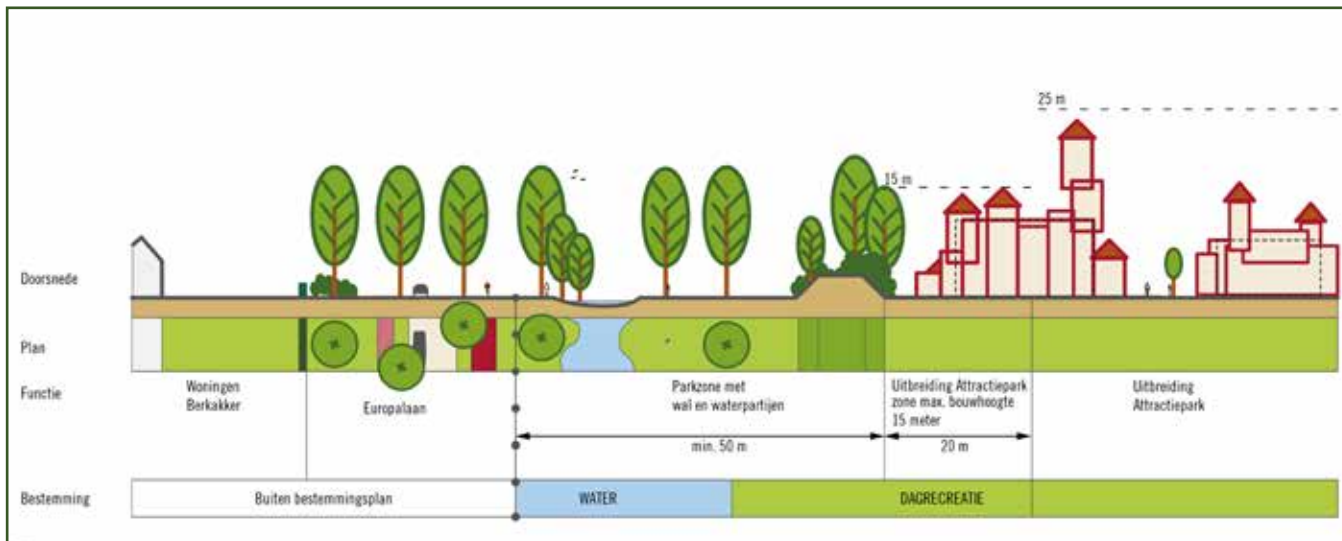 25 m
15 m
Doorsnede
Plan
Functie
Woningen
Berkakker
Europalaan
Parkzone met
wal en waterpartijen
Uitbreiding Attractiepark
zone max. bouwhoogte
15 meter
Uitbreiding
Attractiepark
min. 50 m
20 m
Bestemming
Buiten bestemmingsplan
WATER
DAGRECREATIE